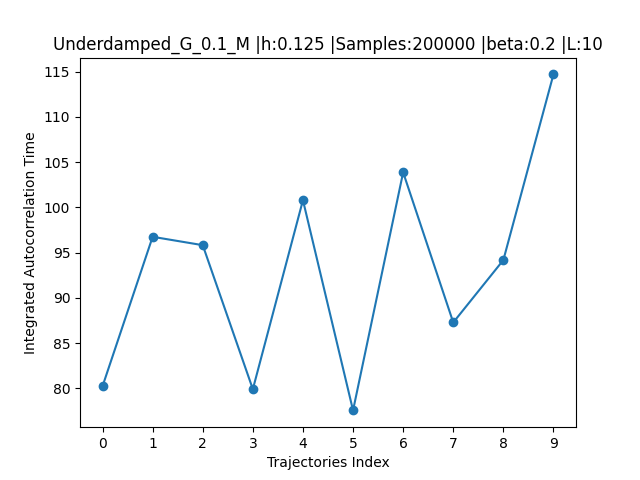 Underdamped_G_0.1_M |h:0.125 |Samples:200000 |beta:0.2 |L:10
115
110
105
100
95
90
85
80
Integrated Autocorrelation Time
0 1 2 3 4 5 6 7 8 9
Trajectories Index